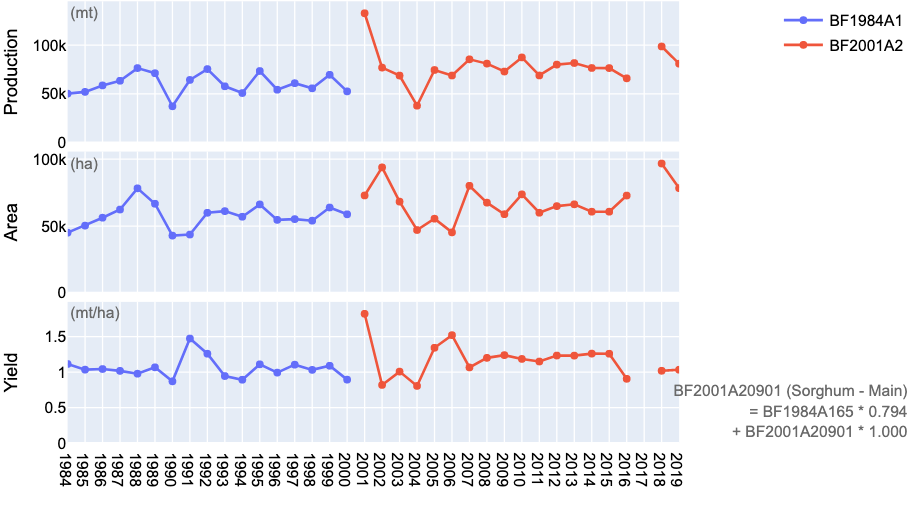 (mt)
Production
100k
50k
0
BF1984A1
BF2001A2
100k
(ha)
Area
50k
0
(mt/ha)
Yield
1.5
1
0.5
0
BF2001A20901 (Sorghum - Main)
= BF1984A165 * 0.794
+ BF2001A20901 * 1.000
1984
1985
1986
1987
1988
1989
1990
1991
1992
1993
1994
1995
1996
1997
1998
1999
2000
2001
2002
2003
2004
2005
2006
2007
2008
2009
2010
2011
2012
2013
2014
2015
2016
2017
2018
2019